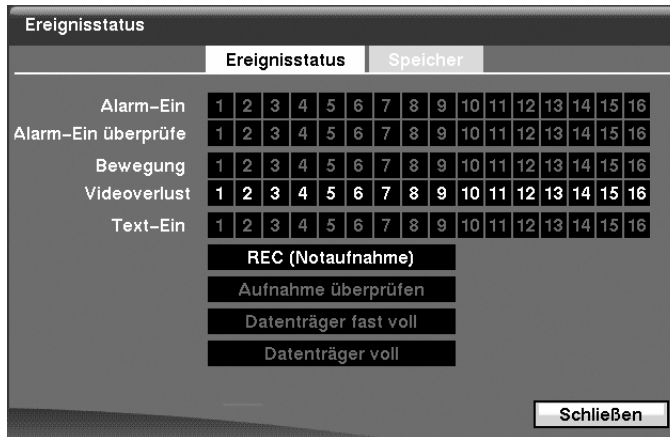 Ereignisstatus
Ereignisstatus Speicher
Alarm–Ein 1 2 3 4 5 6 7 8 9 10 11 12 13 14 15 16
Alarm–Ein überprüfe 1 2 3 4 5 6 7 8 9 10 11 12 13 14 15 16
Bewegung 1 2 3 4 5 6 7 8 9 10 11 12 13 14 15 16
Videoverlust 1 2 3 4 5 6 7 8 9 10 11 12 13 14 15 16
Text–Ein 1 2 3 4 5 6 7 8 9 10 11 12 13 14 15 16
REC (Notaufnahme)
Aufnahme überprüfen
Datenträger fast voll
Datenträger voll
Schließen